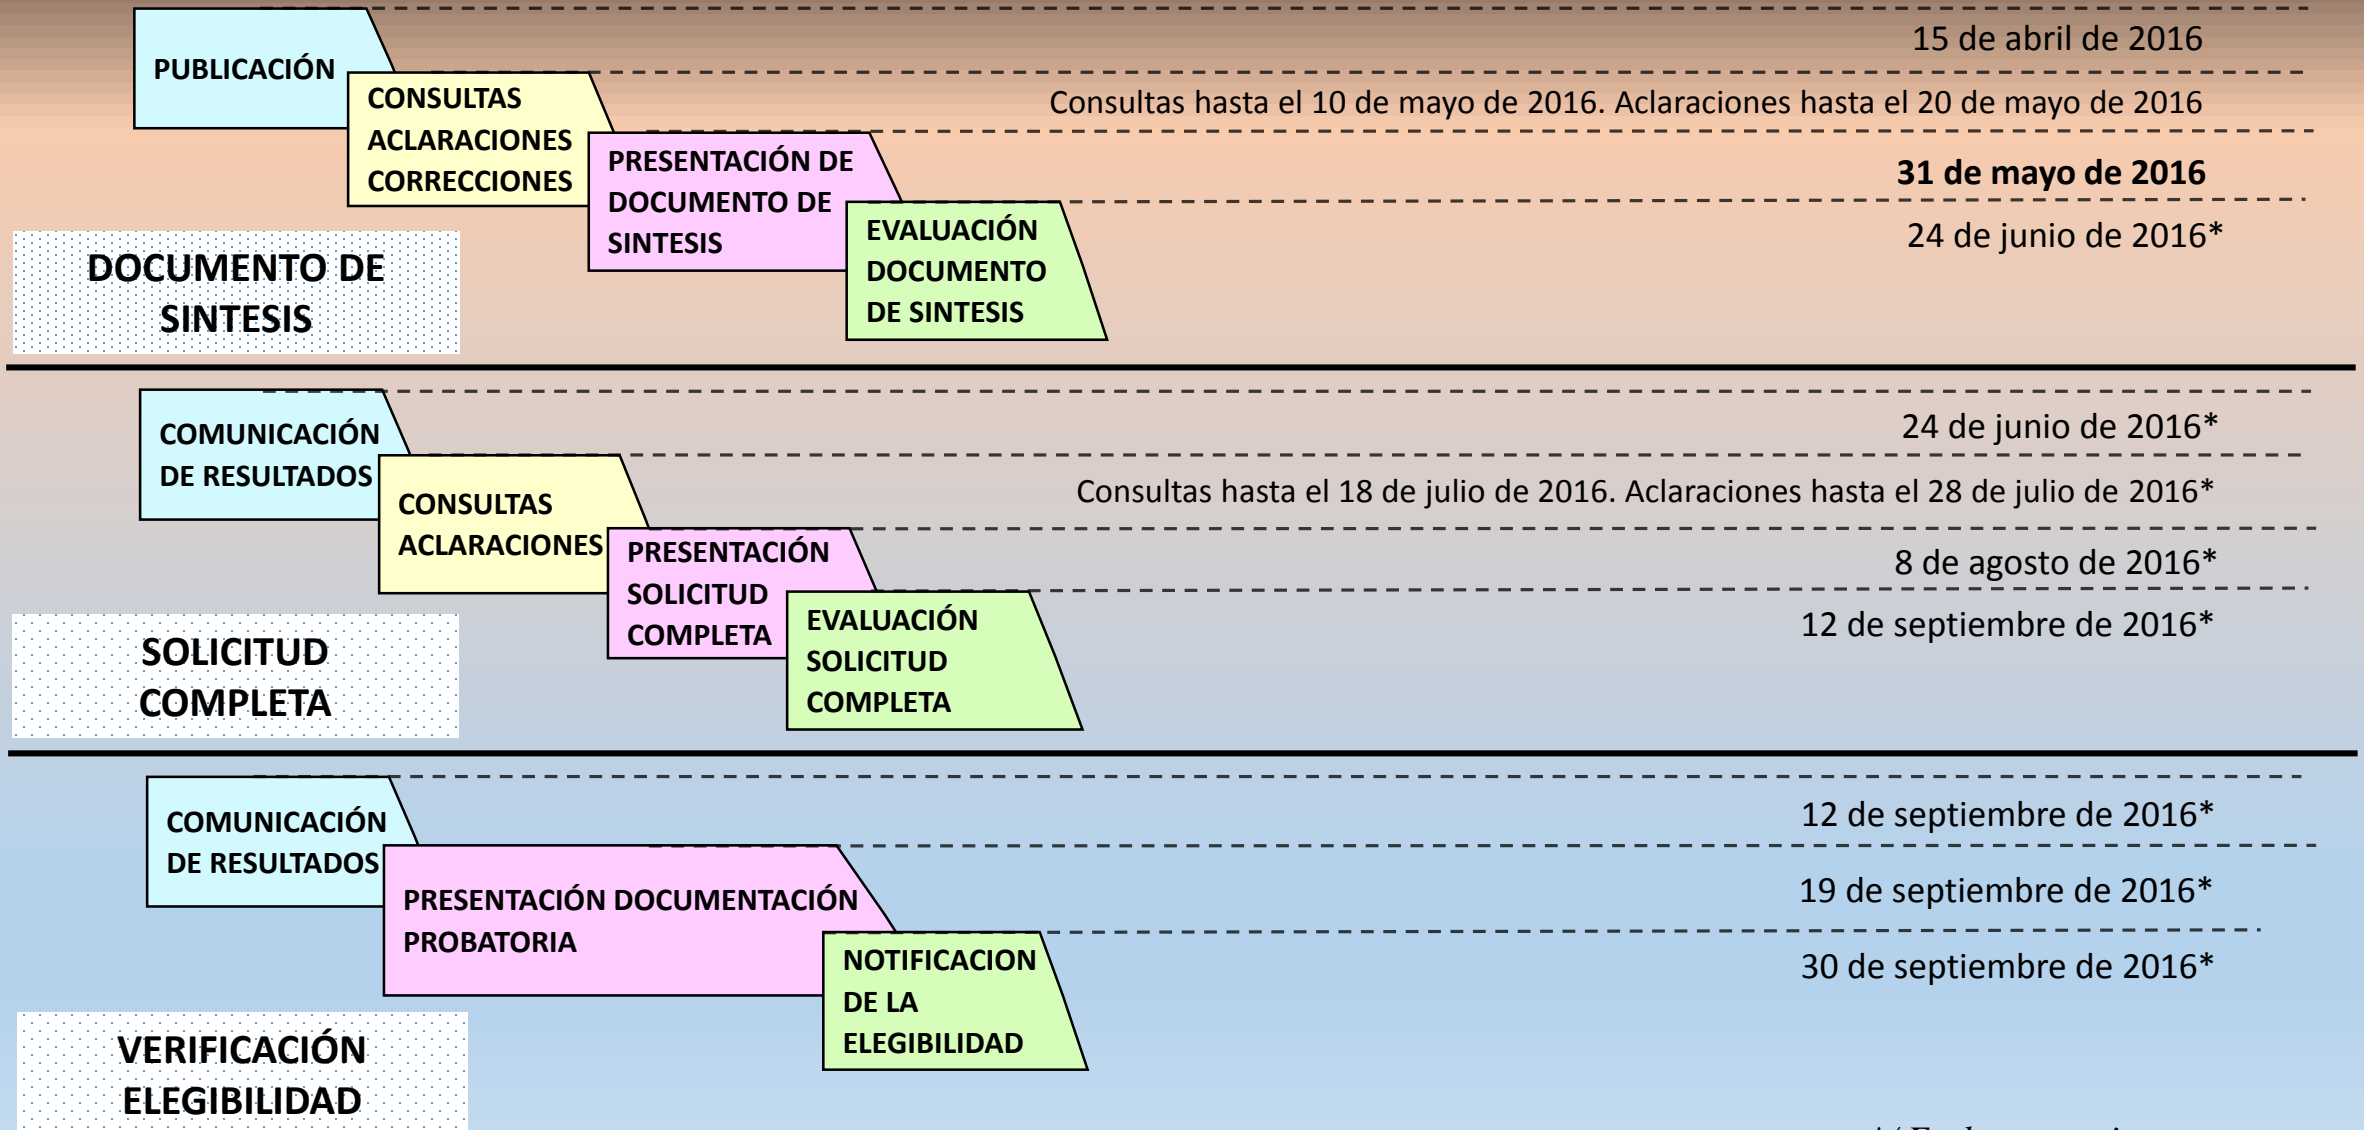 PUBLICACIÓN
15 de abril de 2016
CONSULTAS
ACLARACIONES
CORRECCIONES
Consultas hasta el 10 de mayo de 2016. Aclaraciones hasta el 20 de mayo de 2016
PRESENTACIÓN DE
DOCUMENTO DE
SINTESIS
31 de mayo de 2016
EVALUACIÓN
DOCUMENTO
DE SINTESIS
24 de junio de 2016*
DOCUMENTO DE
SINTESIS
COMUNICACIÓN
DE RESULTADOS
24 de junio de 2016*
CONSULTAS
ACLARACIONES
Consultas hasta el 18 de julio de 2016. Aclaraciones hasta el 28 de julio de 2016*
PRESENTACIÓN
SOLICITUD
COMPLETA
8 de agosto de 2016*
EVALUACIÓN
SOLICITUD
COMPLETA
12 de septiembre de 2016*
SOLICITUD
COMPLETA
COMUNICACIÓN
DE RESULTADOS
12 de septiembre de 2016*
PRESENTACIÓN DOCUMENTACIÓN
PROBATORIA
19 de septiembre de 2016*
NOTIFICACION
DE LA
ELEGIBILIDAD
30 de septiembre de 2016*
VERIFICACIÓN
ELEGIBILIDAD